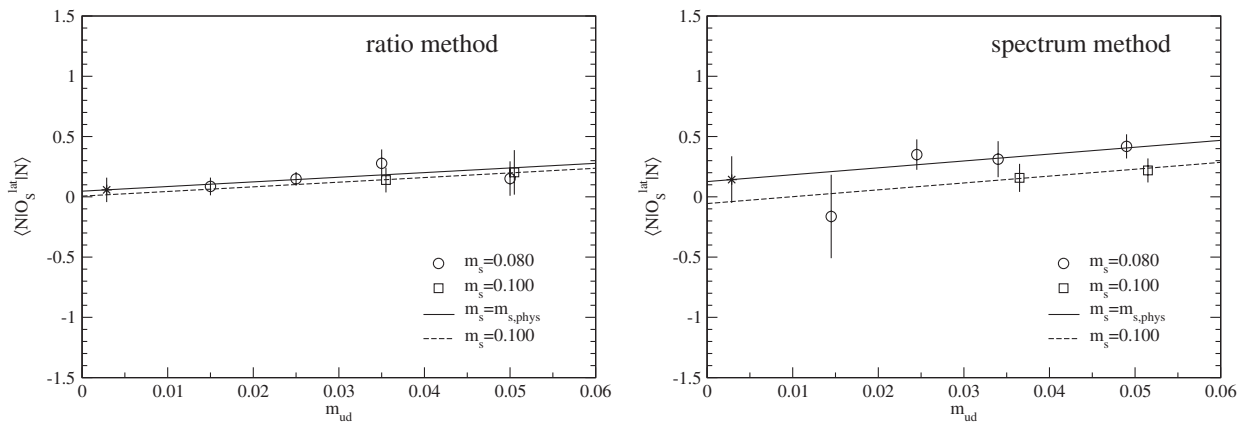 ratio method
1.5
1
0.5
0
-0.5
-1
-1.5
⟨N|O_S^lat|N⟩
m_s=0.080
m_s=0.100
m_s=m_s,phys
m_s=0.100
0 0.01 0.02 0.03 0.04 0.05 0.06
m_ud
spectrum method
1.5
1
0.5
0
-0.5
-1
-1.5
⟨N|O_S^lat|N⟩
m_s=0.080
m_s=0.100
m_s=m_s,phys
m_s=0.100
0 0.01 0.02 0.03 0.04 0.05 0.06
m_ud